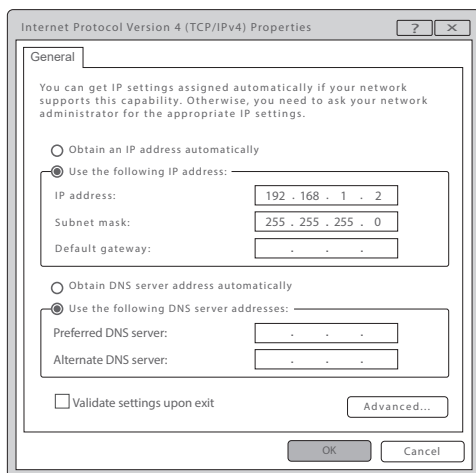 Internet Protocol Version 4 (TCP/IPv4) Properties ? ×
General
You can get IP settings assigned automatically if your network
supports this capability. Otherwise, you need to ask your network
administrator for the appropriate IP settings.
Obtain an IP address automatically
Use the following IP address:
IP address: 192 . 168 . 1 . 2
Subnet mask: 255 . 255 . 255 . 0
Default gateway: . . .
Obtain DNS server address automatically
Use the following DNS server addresses:
Preferred DNS server: . . .
Alternate DNS server: . . .
Validate settings upon exit
Advanced...
OK Cancel